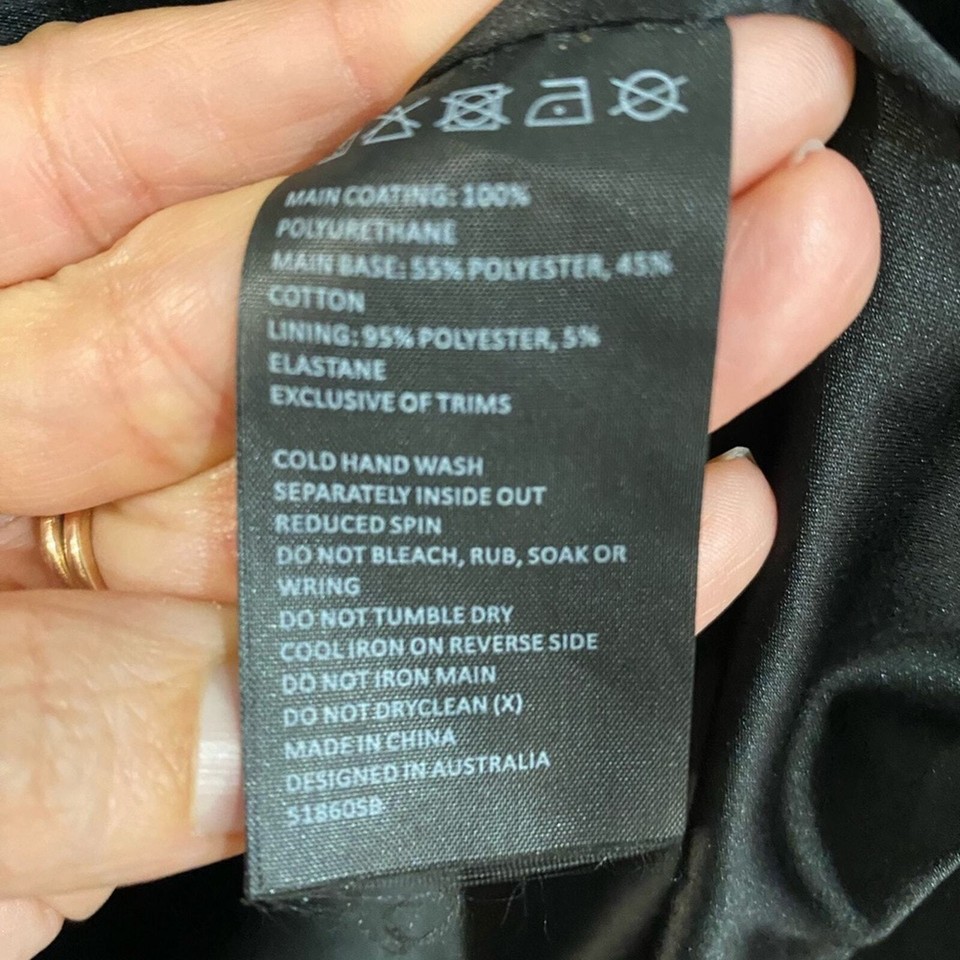 MAIN COATING: 100%
POLYURETHANE
MAIN BASE: 55% POLYESTER, 45%
COTTON
LINING: 95% POLYESTER, 5%
ELASTANE
EXCLUSIVE OF TRIMS
COLD HAND WASH
SEPARATELY INSIDE OUT
REDUCED SPIN
DO NOT BLEACH, RUB, SOAK OR
WRING
DO NOT TUMBLE DRY
COOL IRON ON REVERSE SIDE
DO NOT IRON MAIN
DO NOT DRYCLEAN (X)
MADE IN CHINA
DESIGNED IN AUSTRALIA
518605B